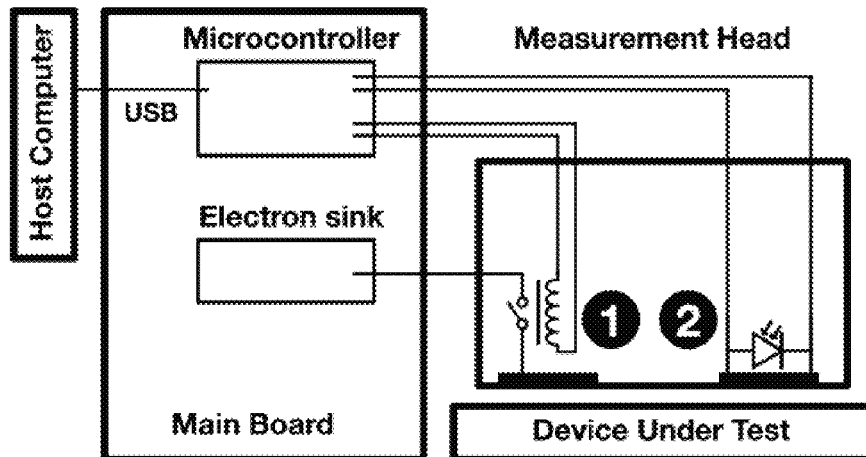 Host Computer
Microcontroller
Measurement Head
USB
Electron sink
1 2
Main Board
Device Under Test